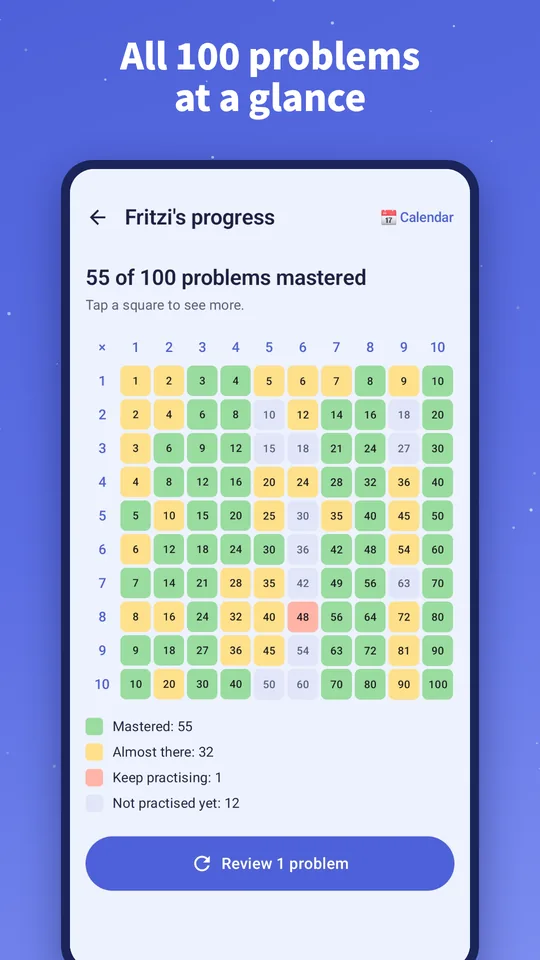 All 100 problems
at a glance
Fritzi's progress
17 Calendar
55 of 100 problems mastered
Tap a square to see more.
× 1 2 3 4 5 6 7 8 9 10
1 1 2 3 4 5 6 7 8 9 10
2 2 4 6 8 10 12 14 16 18 20
3 3 6 9 12 15 18 21 24 27 30
4 4 8 12 16 20 24 28 32 36 40
5 5 10 15 20 25 30 35 40 45 50
6 6 12 18 24 30 36 42 48 54 60
7 7 14 21 28 35 42 49 56 63 70
8 8 16 24 32 40 48 56 64 72 80
9 9 18 27 36 45 54 63 72 81 90
10 10 20 30 40 50 60 70 80 90 100
Mastered: 55
Almost there: 32
Keep practising: 1
Not practised yet: 12
Review 1 problem